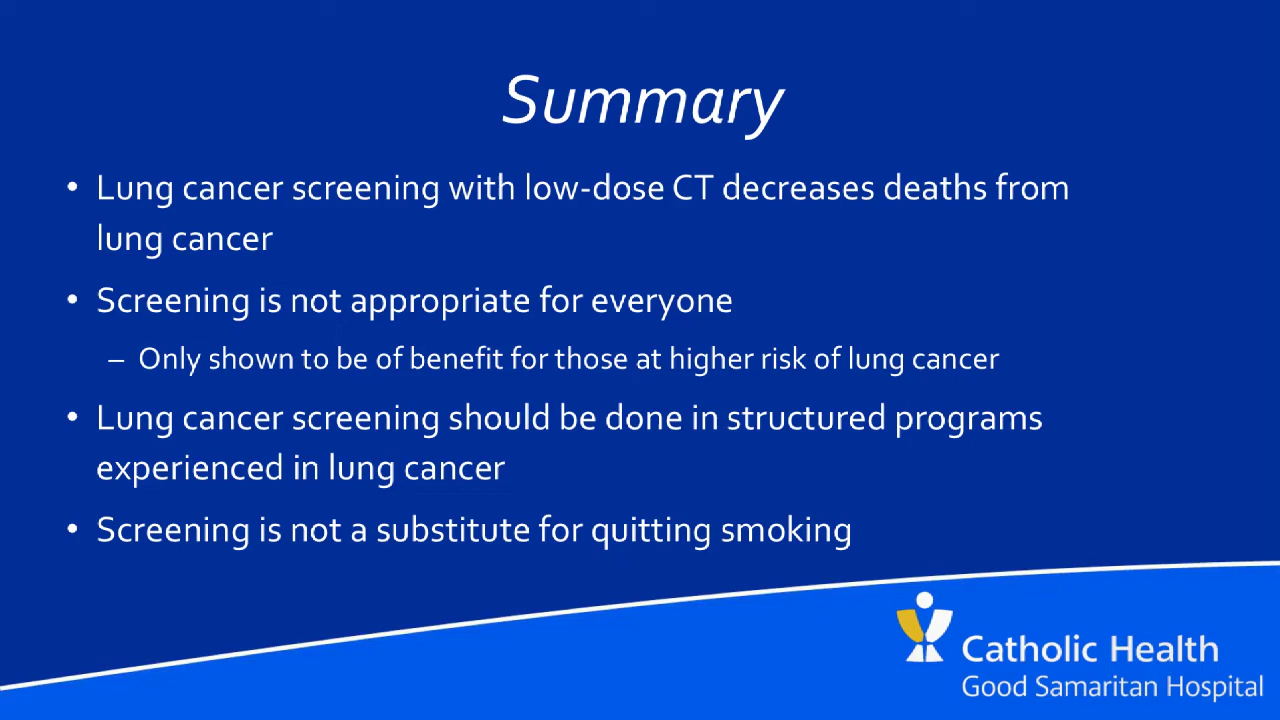 Summary
• Lung cancer screening with low-dose CT decreases deaths from
lung cancer
• Screening is not appropriate for everyone
– Only shown to be of benefit for those at higher risk of lung cancer
• Lung cancer screening should be done in structured programs
experienced in lung cancer
• Screening is not a substitute for quitting smoking
Catholic Health
Good Samaritan Hospital